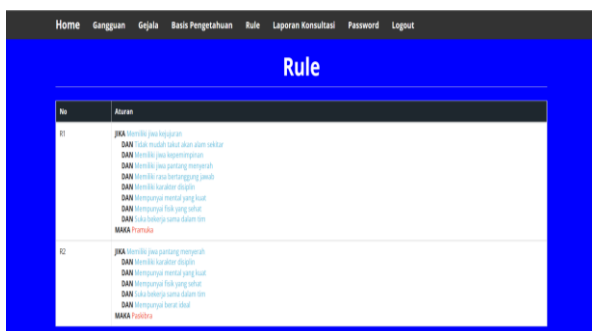 Home Gangguan Gejala Basis Pengetahuan Rule Laporan Konsultasi Password Logout
Rule
No Aturan
R1 JIKA Memiliki jiwa kejujuran
DAN Tidak mudah takut akan alam sekitar
DAN Memiliki jiwa kepemimpinan
DAN Memiliki jiwa pantang menyerah
DAN Memiliki rasa bertanggung jawab
DAN Memiliki karakter disiplin
DAN Mempunyai mental yang kuat
DAN Mempunyai fisik yang sehat
DAN Suka bekerja sama dalam tim
MAKA Pramuka
R2 JIKA Memiliki jiwa pantang menyerah
DAN Memiliki karakter disiplin
DAN Mempunyai mental yang kuat
DAN Mempunyai fisik yang sehat
DAN Suka bekerja sama dalam tim
DAN Mempunyai berat ideal
MAKA Paskibra